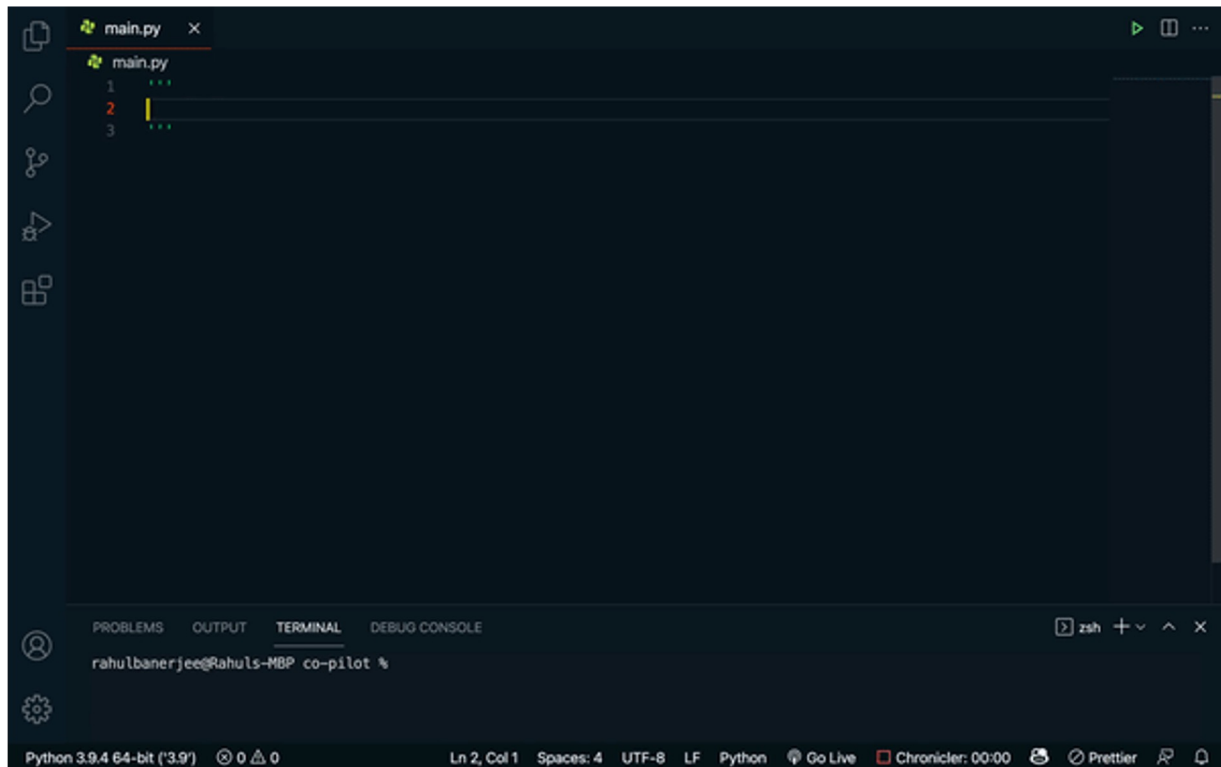 main.py
main.py
1 '''
2
3 '''
PROBLEMS OUTPUT TERMINAL DEBUG CONSOLE zsh
rahulbanerjee@Rahuls-MBP co-pilot %
Python 3.9.4 64-bit ('3.9') 0 0 Ln 2, Col 1 Spaces: 4 UTF-8 LF Python Go Live Chronicler: 00:00 Prettier